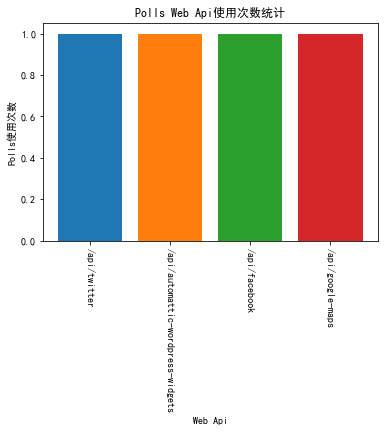 Polls Web Api使用次数统计
Polls使用次数
1.0
0.8
0.6
0.4
0.2
0.0
/api/twitter
/api/automattic-wordpress-widgets
/api/facebook
/api/google-maps
Web Api